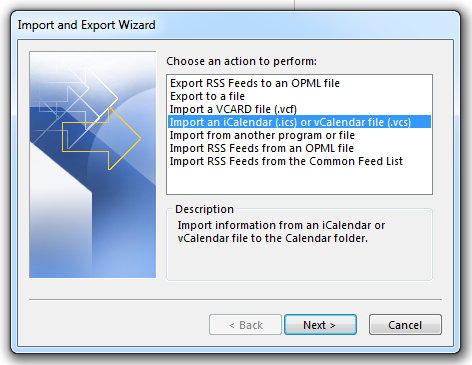 Import and Export Wizard
Choose an action to perform:
Export RSS Feeds to an OPML file
Export to a file
Import a VCARD file (.vcf)
Import an iCalendar (.ics) or vCalendar file (.vcs)
Import from another program or file
Import RSS Feeds from an OPML file
Import RSS Feeds from the Common Feed List
Description
Import information from an iCalendar or
vCalendar file to the Calendar folder.
< Back
Next >
Cancel